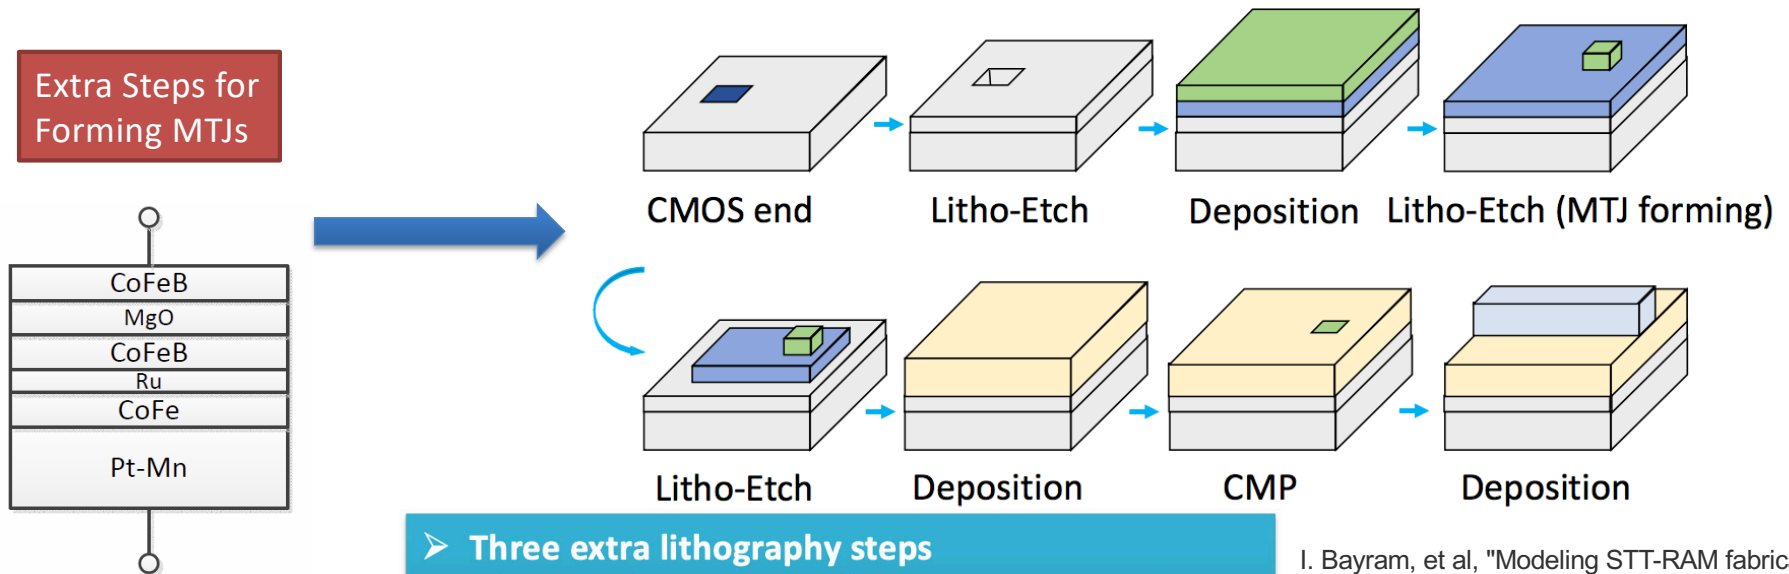 Extra Steps for
Forming MTJs
CoFeB
MgO
CoFeB
Ru
CoFe
Pt-Mn
CMOS end
Litho-Etch
Deposition
Litho-Etch (MTJ forming)
Litho-Etch
Deposition
CMP
Deposition
➢ Three extra lithography steps
I. Bayram, et al, "Modeling STT-RAM fabric